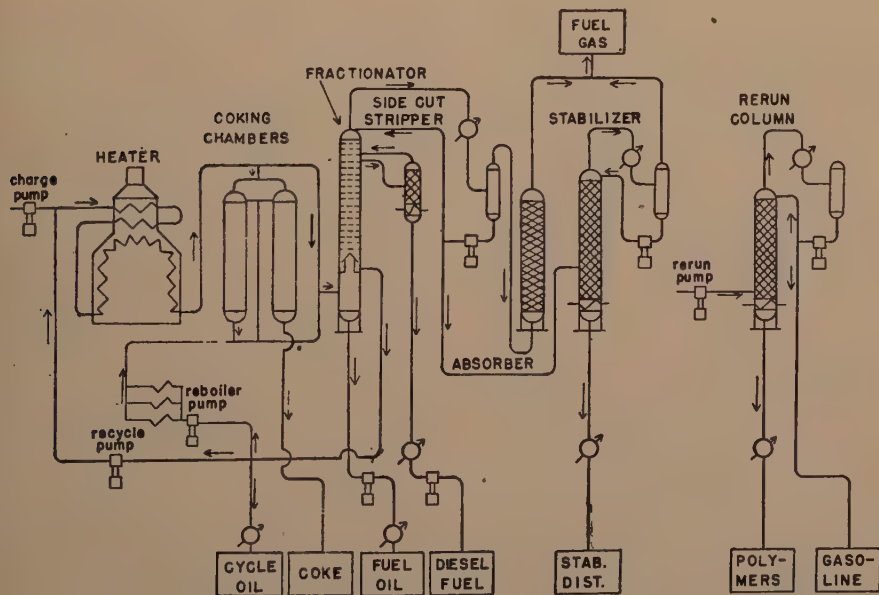 FUEL
GAS
FRACTIONATOR
SIDE CUT
STRIPPER
STABILIZER
RERUN
COLUMN
COKING
CHAMBERS
HEATER
charge
pump
rerun
pump
ABSORBER
reboiler
pump
recycle
pump
CYCLE
OIL
COKE
FUEL
OIL
DIESEL
FUEL
STAB.
DIST.
POLY-
MERS
GASO-
LINE